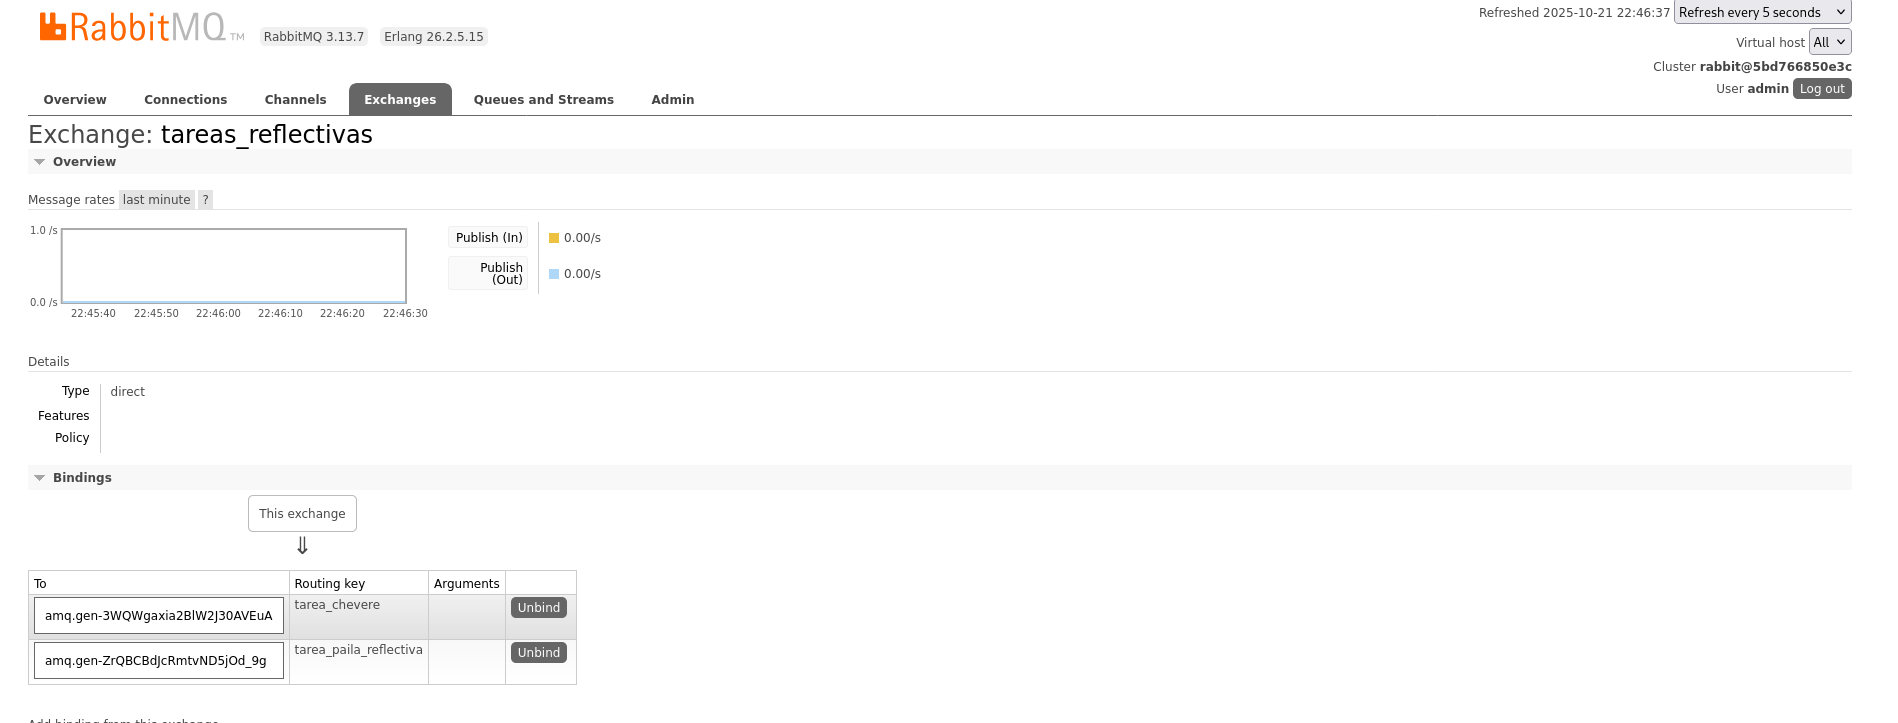 RabbitMQ TM RabbitMQ 3.13.7 Erlang 26.2.5.15
Refreshed 2025-10-21 22:46:37 Refresh every 5 seconds
Virtual host All
Cluster rabbit@5bd766850e3c
User admin Log out
Overview Connections Channels Exchanges Queues and Streams Admin
Exchange: tareas_reflectivas
Overview
Message rates last minute ?
1.0 /s
0.0 /s
22:45:40 22:45:50 22:46:00 22:46:10 22:46:20 22:46:30
Publish (In) 0.00/s
Publish
(Out) 0.00/s
Details
Type direct
Features
Policy
Bindings
This exchange
⇓
To Routing key Arguments
amq.gen-3WQWgaxia2BlW2J30AVEuA tarea_chevere Unbind
amq.gen-ZrQBCBdJcRmtvND5jOd_9g tarea_paila_reflectiva Unbind
Add binding from this exchange